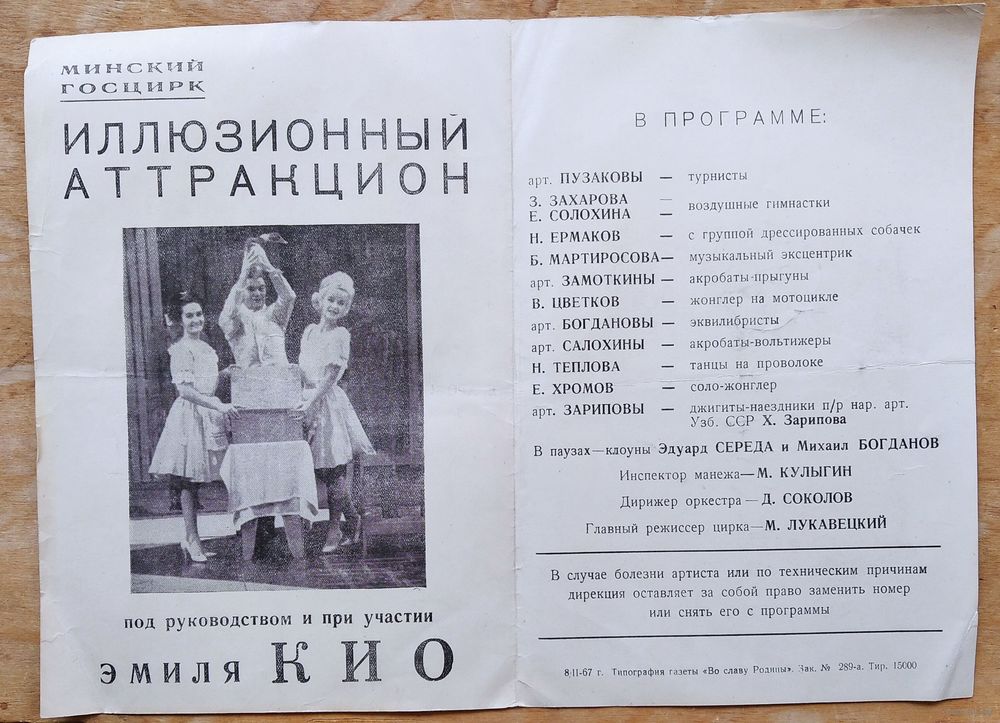 МИНСКИЙ
ГОСЦИРК
ИЛЛЮЗИОННЫЙ
АТТРАКЦИОН
под руководством и при участии
эмиля КИО
В ПРОГРАММЕ:
арт. ПУЗАКОВЫ — турнисты
З. ЗАХАРОВА —
Е. СОЛОХИНА — воздушные гимнастки
Н. ЕРМАКОВ — с группой дрессированных собачек
Б. МАРТИРОСОВА— музыкальный эксцентрик
арт. ЗАМОТКИНЫ — акробаты-прыгуны
В. ЦВЕТКОВ — жонглер на мотоцикле
арт. БОГДАНОВЫ — эквилибристы
арт. САЛОХИНЫ — акробаты-вольтижеры
Н. ТЕПЛОВА — танцы на проволоке
Е. ХРОМОВ — соло-жонглер
арт. ЗАРИПОВЫ — джигиты-наездники п/р нар. арт.
Узб. ССР Х. Зарипова
В паузах—клоуны Эдуард СЕРЕДА и Михаил БОГДАНОВ
Инспектор манежа—М. КУЛЫГИН
Дирижер оркестра — Д. СОКОЛОВ
Главный режиссер цирка—М. ЛУКАВЕЦКИЙ
В случае болезни артиста или по техническим причинам
дирекция оставляет за собой право заменить номер
или снять его с программы
8-II-67 г. Типография газеты «Во славу Родины». Зак. № 289-а. Тир. 15000